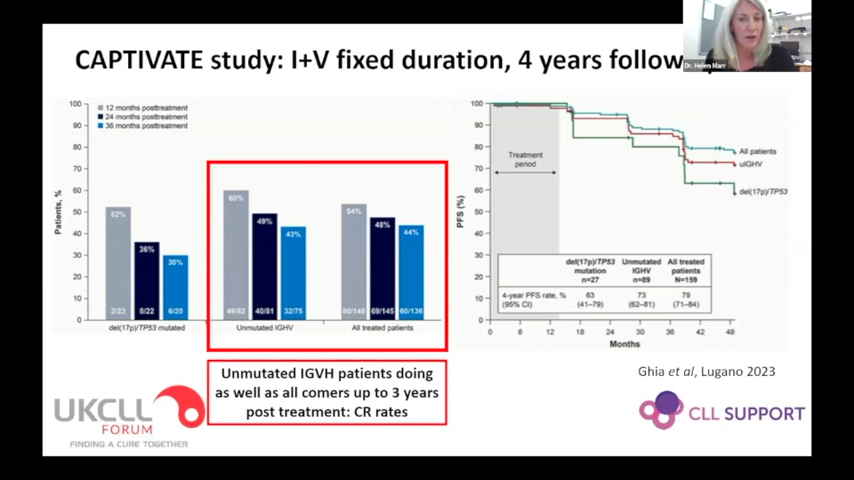 CAPTIVATE study: I+V fixed duration, 4 years follow
Dr. Helen Marr
100
90
80
70
60
50
40
30
20
10
0
Patients, %
12 months posttreatment
24 months posttreatment
36 months posttreatment
52%
36%
30%
60%
49%
43%
54%
48%
44%
2/23
8/22
6/20
49/82
40/81
32/75
69/145
60/136
del(17p)/TP53 mutated
Unmutated IGHV
All treated patients
100
90
80
70
60
50
40
30
20
10
0
PFS (%)
Treatment
period
All patients
uIGHV
del(17p)/TP53
del(17p)/TP53
mutation
n=27
Unmutated
IGHV
n=89
All treated
patients
N=159
4-year PFS rate, %
(95% CI)
63
(41–79)
73
(62–81)
79
(71–84)
0 6 12 18 24 30 36 42 48
Months
Unmutated IGVH patients doing
as well as all comers up to 3 years
post treatment: CR rates
Ghia et al, Lugano 2023
UKCLL
FORUM
FINDING A CURE TOGETHER
CLL SUPPORT